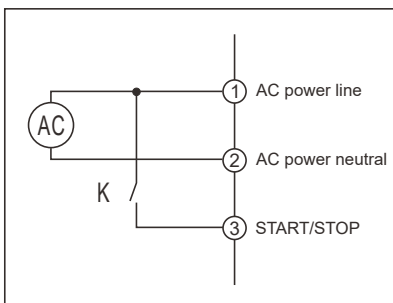 1 AC power line
AC
2 AC power neutral
K
3 START/STOP